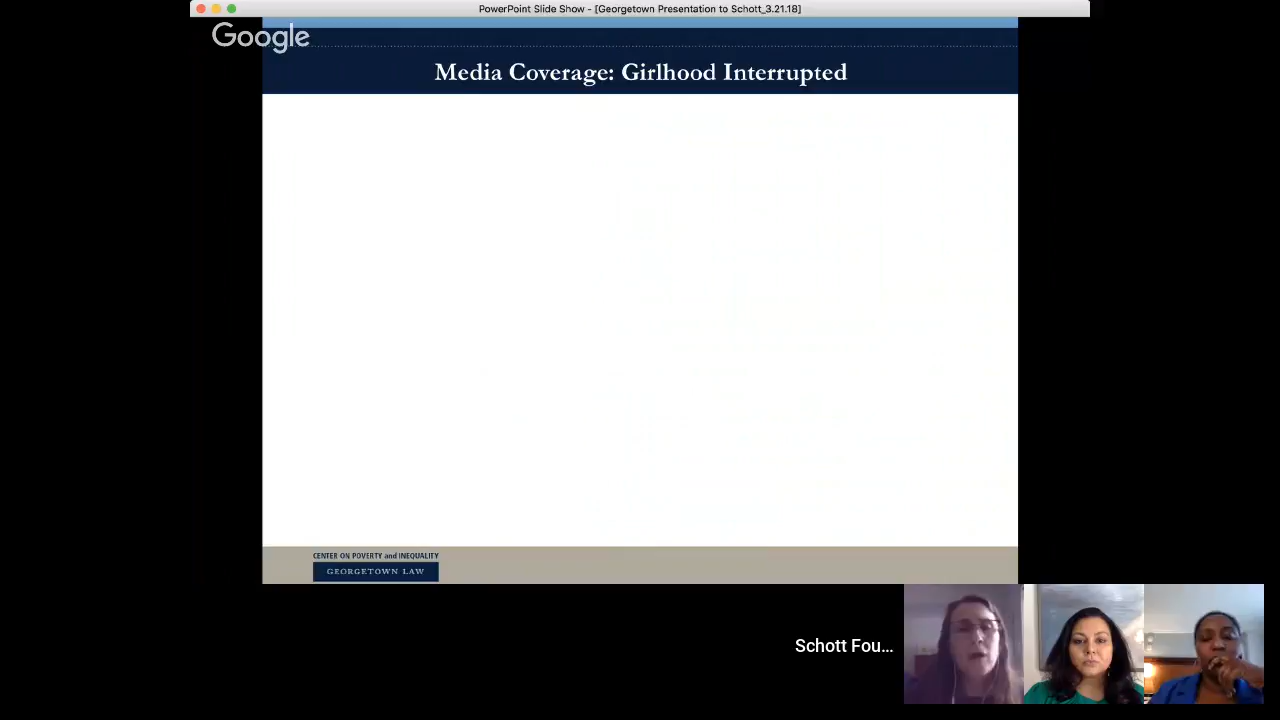 PowerPoint Slide Show - [Georgetown Presentation to Schott_3.21.18]
Google
Media Coverage: Girlhood Interrupted
CENTER ON POVERTY and INEQUALITY
GEORGETOWN LAW
Schott Fou...